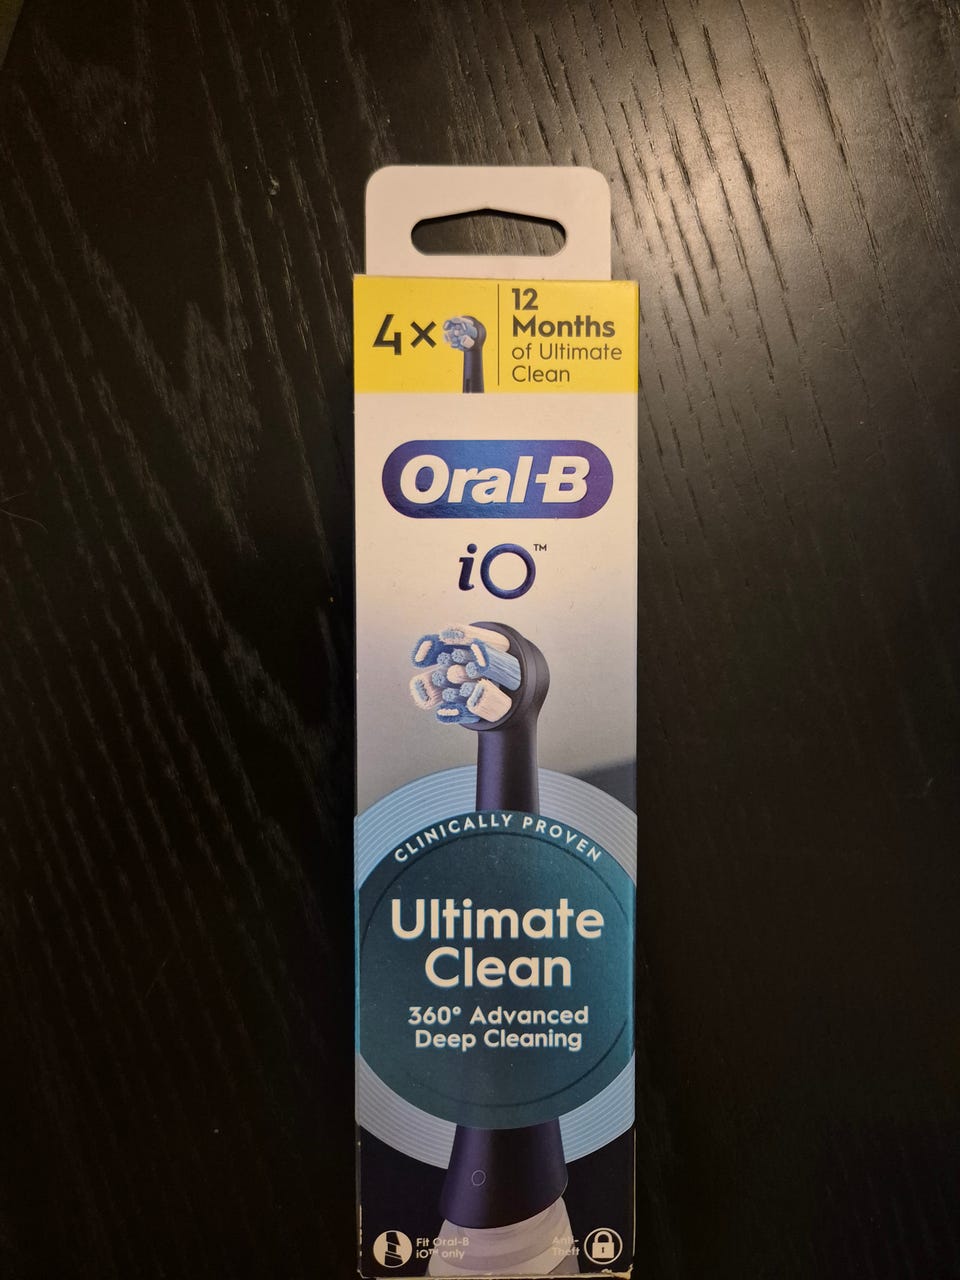 4×
12
Months
of Ultimate
Clean
Oral-B
iO™
CLINICALLY PROVEN
Ultimate
Clean
360° Advanced
Deep Cleaning
Fit Oral-B
iO™ only
Anti-
Theft